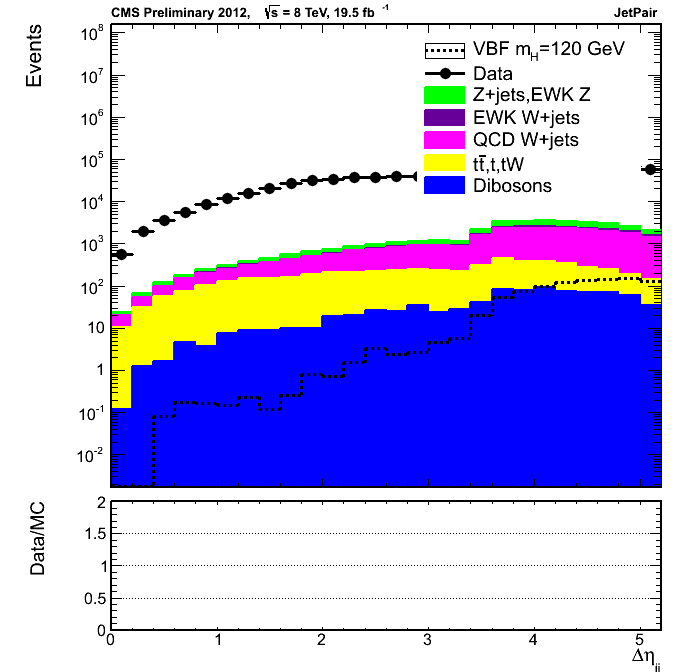 CMS Preliminary 2012, √s = 8 TeV, 19.5 fb⁻¹ JetPair
Events
10⁸
10⁷
10⁶
10⁵
10⁴
10³
10²
10
1
10⁻¹
10⁻²
VBF m_H=120 GeV
Data
Z+jets,EWK Z
EWK W+jets
QCD W+jets
tt̄,t,tW
Dibosons
Data/MC
2
1.5
1
0.5
0
0 1 2 3 4 5
Δη_jj